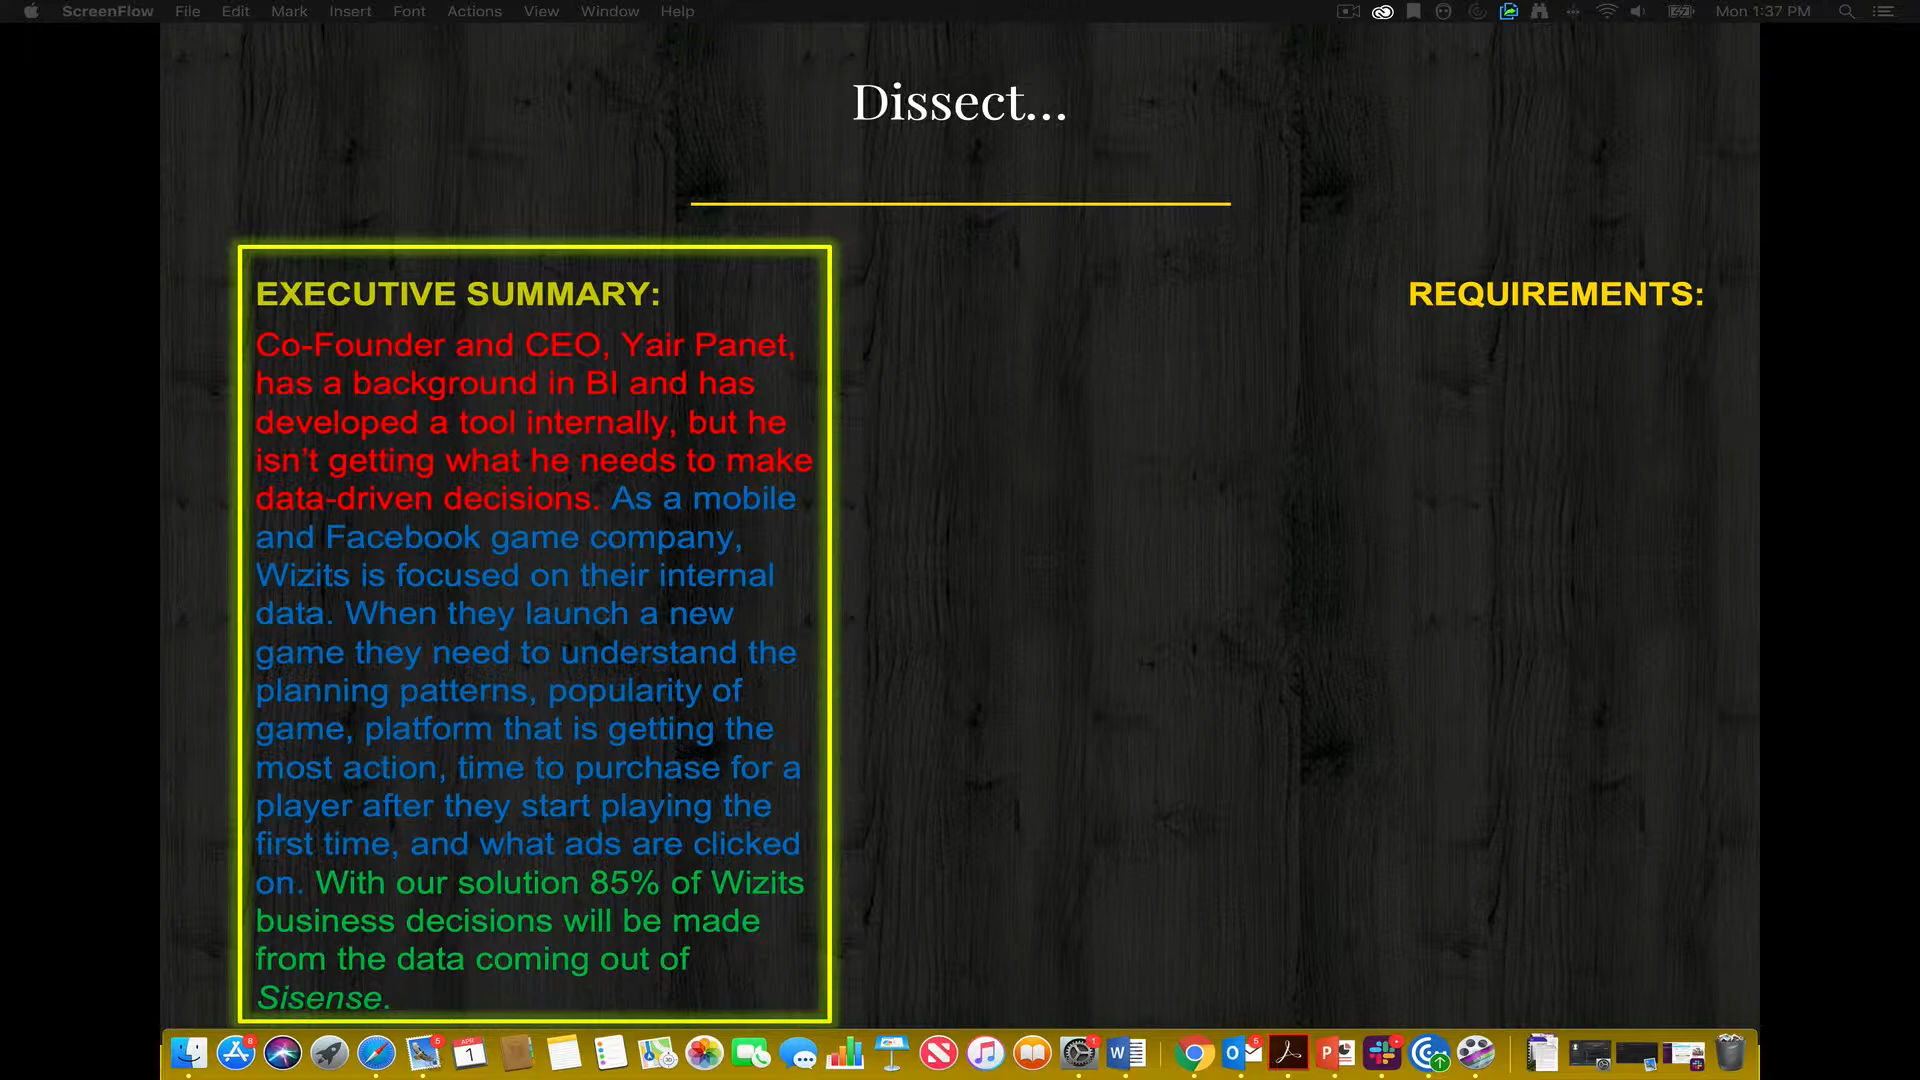 ScreenFlow File Edit Mark Insert Font Actions View Window Help Mon 1:37 PM
Dissect...
EXECUTIVE SUMMARY:
Co-Founder and CEO, Yair Panet,
has a background in BI and has
developed a tool internally, but he
isn't getting what he needs to make
data-driven decisions. As a mobile
and Facebook game company,
Wizits is focused on their internal
data. When they launch a new
game they need to understand the
planning patterns, popularity of
game, platform that is getting the
most action, time to purchase for a
player after they start playing the
first time, and what ads are clicked
on. With our solution 85% of Wizits
business decisions will be made
from the data coming out of
Sisense.
REQUIREMENTS:
8
5
APR
1
1
W
5
P